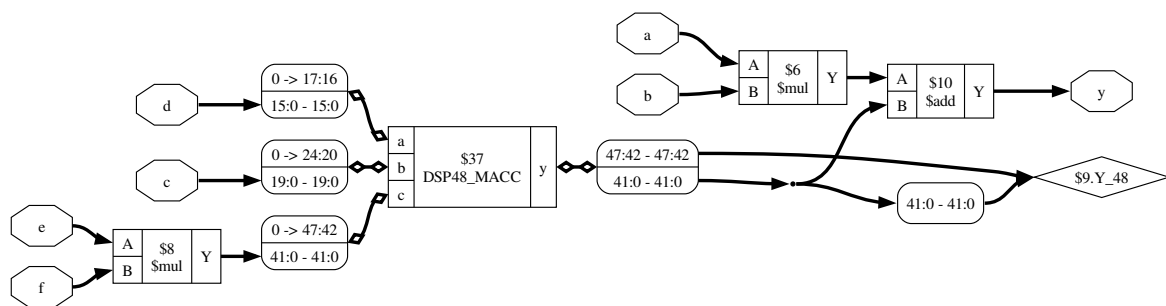 a
b
A
B
$6
$mul
Y
A
B
$10
$add
Y
y
d
0 -> 17:16
15:0 - 15:0
c
0 -> 24:20
19:0 - 19:0
a
b
c
$37
DSP48_MACC
y
47:42 - 47:42
41:0 - 41:0
41:0 - 41:0
$9.Y_48
e
f
A
B
$8
$mul
Y
0 -> 47:42
41:0 - 41:0